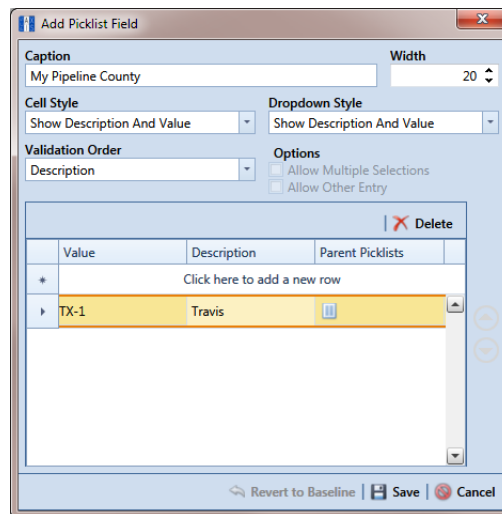 Add Picklist Field
Caption Width
My Pipeline County 20
Cell Style Dropdown Style
Show Description And Value Show Description And Value
Validation Order Options
Description Allow Multiple Selections
Allow Other Entry
Delete
Value Description Parent Picklists
Click here to add a new row
TX-1 Travis
Revert to Baseline | Save | Cancel